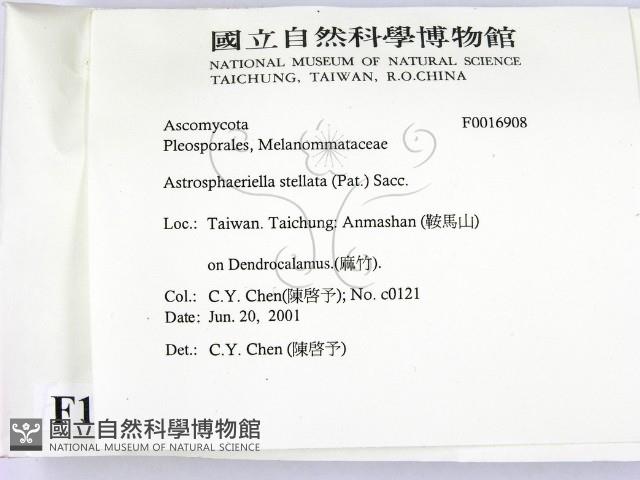 國立自然科學博物館
NATIONAL MUSEUM OF NATURAL SCIENCE
TAICHUNG, TAIWAN, R.O.CHINA
Ascomycota F0016908
Pleosporales, Melanommataceae
Astrosphaeriella stellata (Pat.) Sacc.
Loc.: Taiwan. Taichung: Anmashan (鞍馬山)
on Dendrocalamus.(麻竹).
Col.: C.Y. Chen(陳啓予); No. c0121
Date: Jun. 20, 2001
Det.: C.Y. Chen (陳啓予)
F1
國立自然科學博物館
NATIONAL MUSEUM OF NATURAL SCIENCE